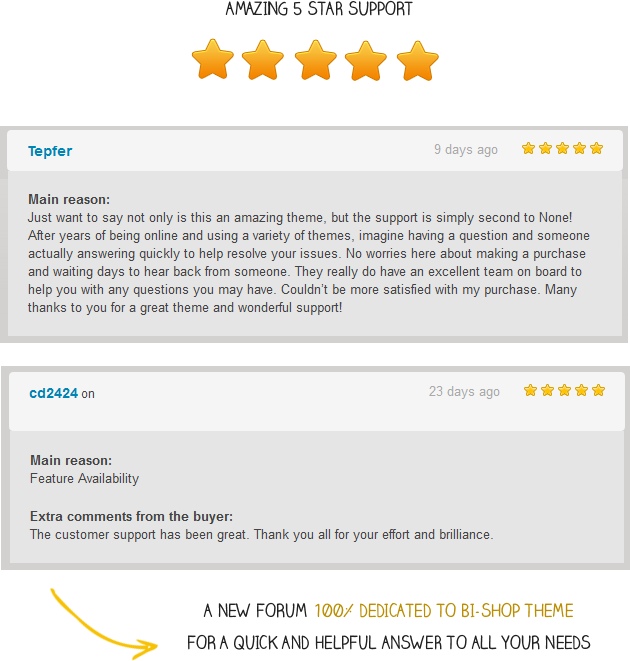 AMAZING 5 STAR SUPPORT
Tepfer
9 days ago
Main reason:
Just want to say not only is this an amazing theme, but the support is simply second to None!
After years of being online and using a variety of themes, imagine having a question and someone
actually answering quickly to help resolve your issues. No worries here about making a purchase
and waiting days to hear back from someone. They really do have an excellent team on board to
help you with any questions you may have. Couldn't be more satisfied with my purchase. Many
thanks to you for a great theme and wonderful support!
cd2424 on
23 days ago
Main reason:
Feature Availability
Extra comments from the buyer:
The customer support has been great. Thank you all for your effort and brilliance.
A NEW FORUM 100% DEDICATED TO BI-SHOP THEME
FOR A QUICK AND HELPFUL ANSWER TO ALL YOUR NEEDS